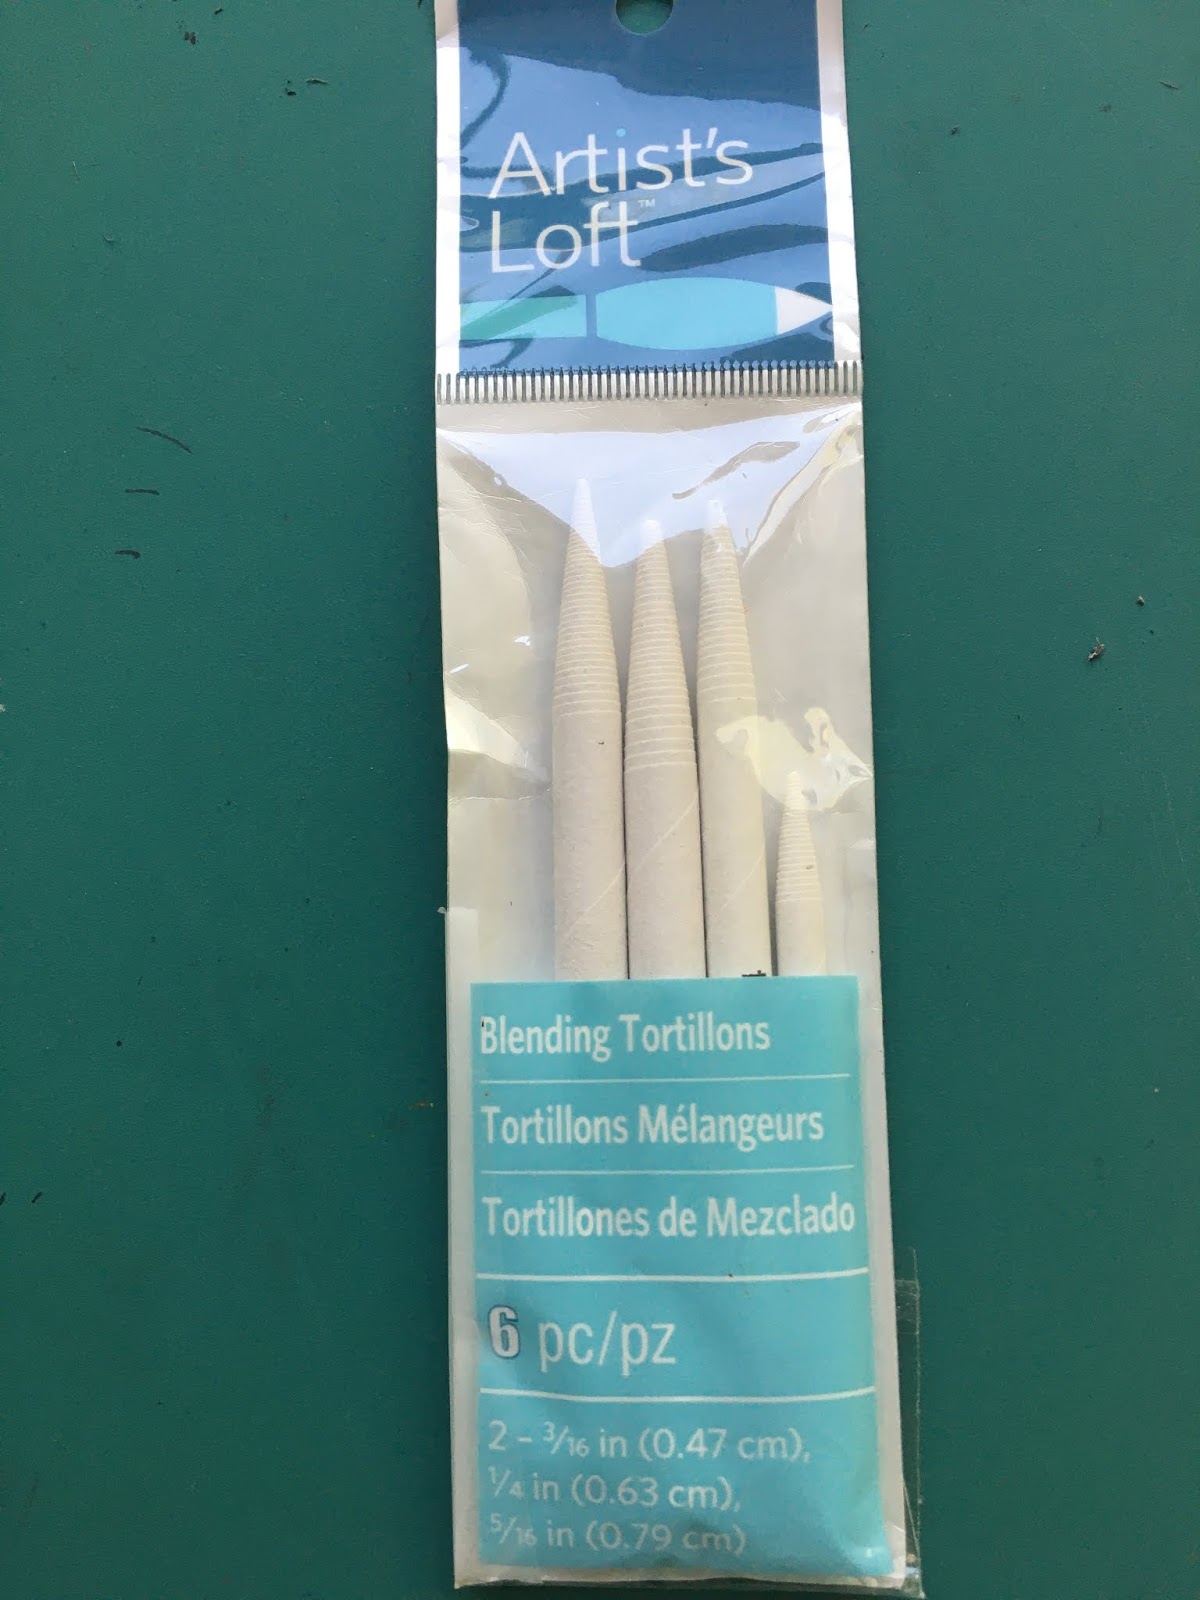 Artist's
Loft™
Blending Tortillons
Tortillons Mélangeurs
Tortillones de Mezclado
6 pc/pz
2 – 3/16 in (0.47 cm),
1/4 in (0.63 cm),
5/16 in (0.79 cm)